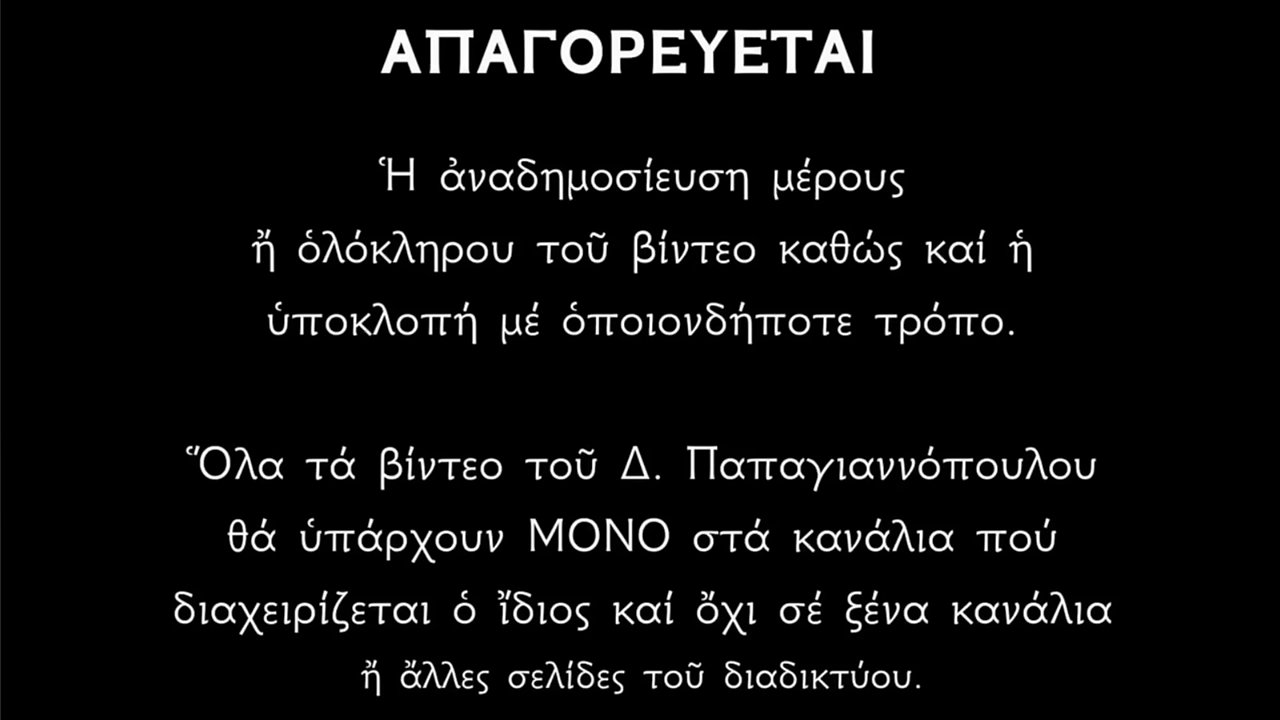 ΑΠΑΓΟΡΕΥΕΤΑΙ
Ἡ ἀναδημοσίευση μέρους
ἤ ὁλόκληρου τοῦ βίντεο καθώς καί ἡ
ὑποκλοπή μέ ὁποιονδήποτε τρόπο.
Ὅλα τά βίντεο τοῦ Δ. Παπαγιαννόπουλου
θά ὑπάρχουν ΜΟΝΟ στά κανάλια πού
διαχειρίζεται ὁ ἴδιος καί ὄχι σέ ξένα κανάλια
ἤ ἄλλες σελίδες τοῦ διαδικτύου.